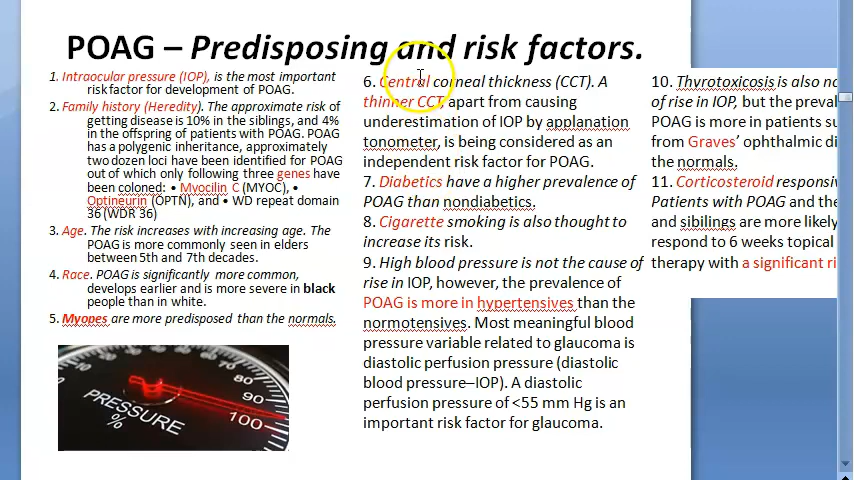 POAG – Predisposing and risk factors.
1. Intraocular pressure (IOP), is the most important
risk factor for development of POAG.
2. Family history (Heredity). The approximate risk of
getting disease is 10% in the siblings, and 4%
in the offspring of patients with POAG. POAG
has a polygenic inheritance, approximately
two dozen loci have been identified for POAG
out of which only following three genes have
been coloned: • Myocilin C (MYOC), •
Optineurin (OPTN), and • WD repeat domain
36 (WDR 36)
3. Age. The risk increases with increasing age. The
POAG is more commonly seen in elders
between 5th and 7th decades.
4. Race. POAG is significantly more common,
develops earlier and is more severe in black
people than in white.
5. Myopes are more predisposed than the normals.
60
70
80
90
100
PRESSURE
%
6. Central corneal thickness (CCT). A
thinner CCT, apart from causing
underestimation of IOP by applanation
tonometer, is being considered as an
independent risk factor for POAG.
7. Diabetics have a higher prevalence of
POAG than nondiabetics.
8. Cigarette smoking is also thought to
increase its risk.
9. High blood pressure is not the cause of
rise in IOP, however, the prevalence of
POAG is more in hypertensives than the
normotensives. Most meaningful blood
pressure variable related to glaucoma is
diastolic perfusion pressure (diastolic
blood pressure–IOP). A diastolic
perfusion pressure of <55 mm Hg is an
important risk factor for glaucoma.
10. Thyrotoxicosis is also no
of rise in IOP, but the preval
POAG is more in patients su
from Graves' ophthalmic di
the normals.
11. Corticosteroid responsiv
Patients with POAG and the
and sibilings are more likely
respond to 6 weeks topical
therapy with a significant ri